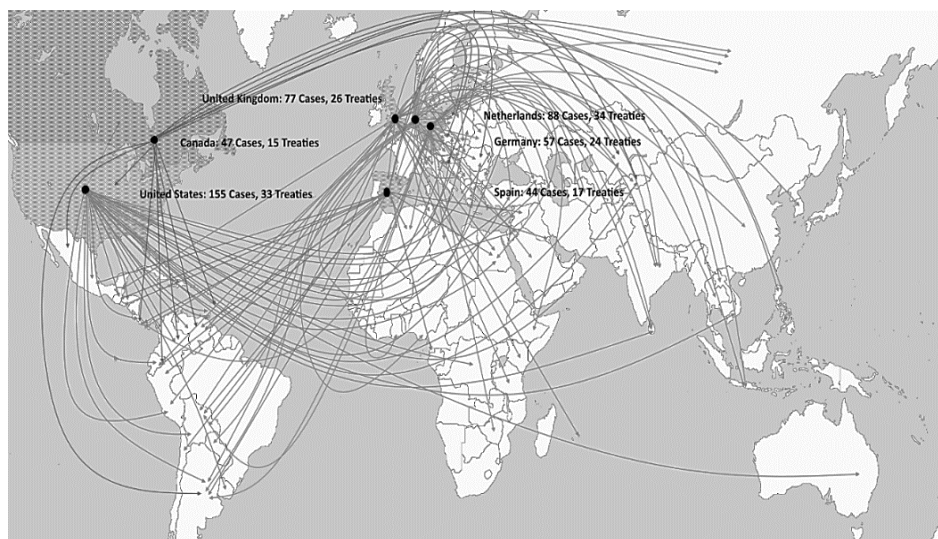 United Kingdom: 77 Cases, 26 Treaties
Netherlands: 88 Cases, 34 Treaties
Canada: 47 Cases, 15 Treaties
Germany: 57 Cases, 24 Treaties
United States: 155 Cases, 33 Treaties
Spain: 44 Cases, 17 Treaties